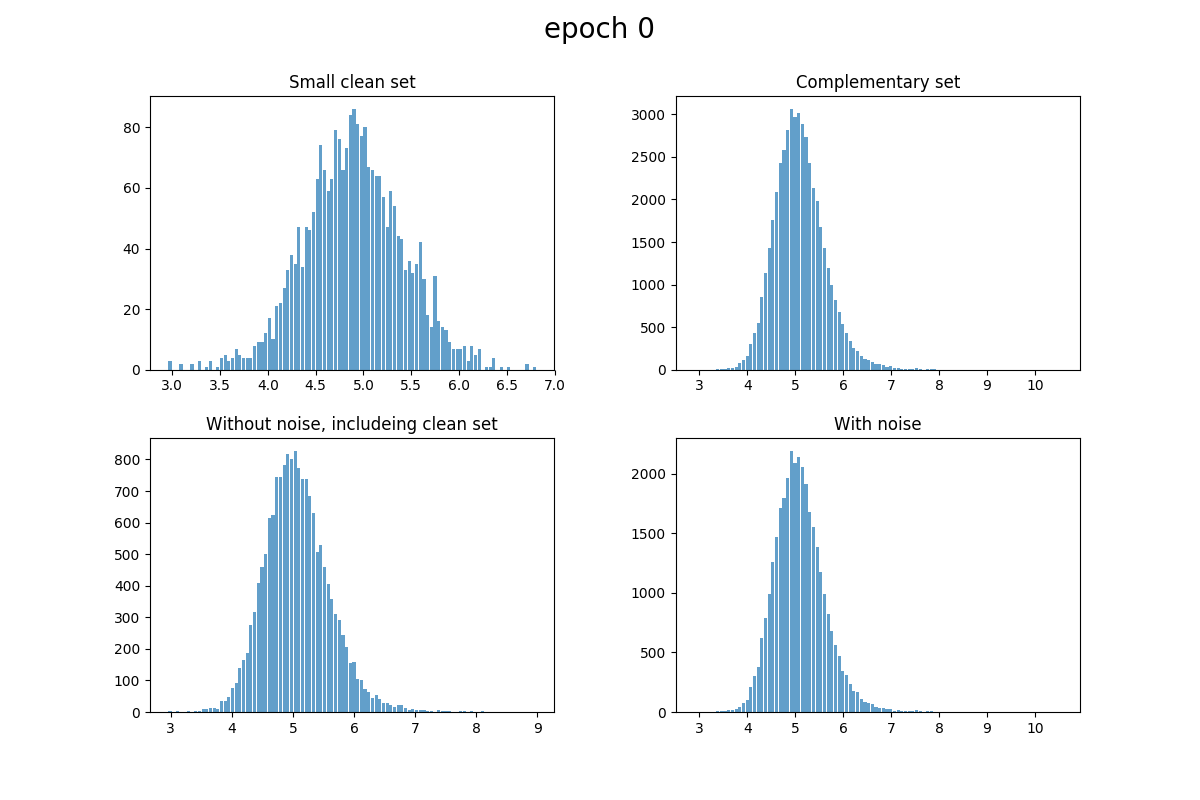 epoch 0
Small clean set
80
60
40
20
0
3.0 3.5 4.0 4.5 5.0 5.5 6.0 6.5 7.0
Complementary set
3000
2500
2000
1500
1000
500
0
3 4 5 6 7 8 9 10
Without noise, includeing clean set
800
700
600
500
400
300
200
100
0
3 4 5 6 7 8 9
With noise
2000
1500
1000
500
0
3 4 5 6 7 8 9 10